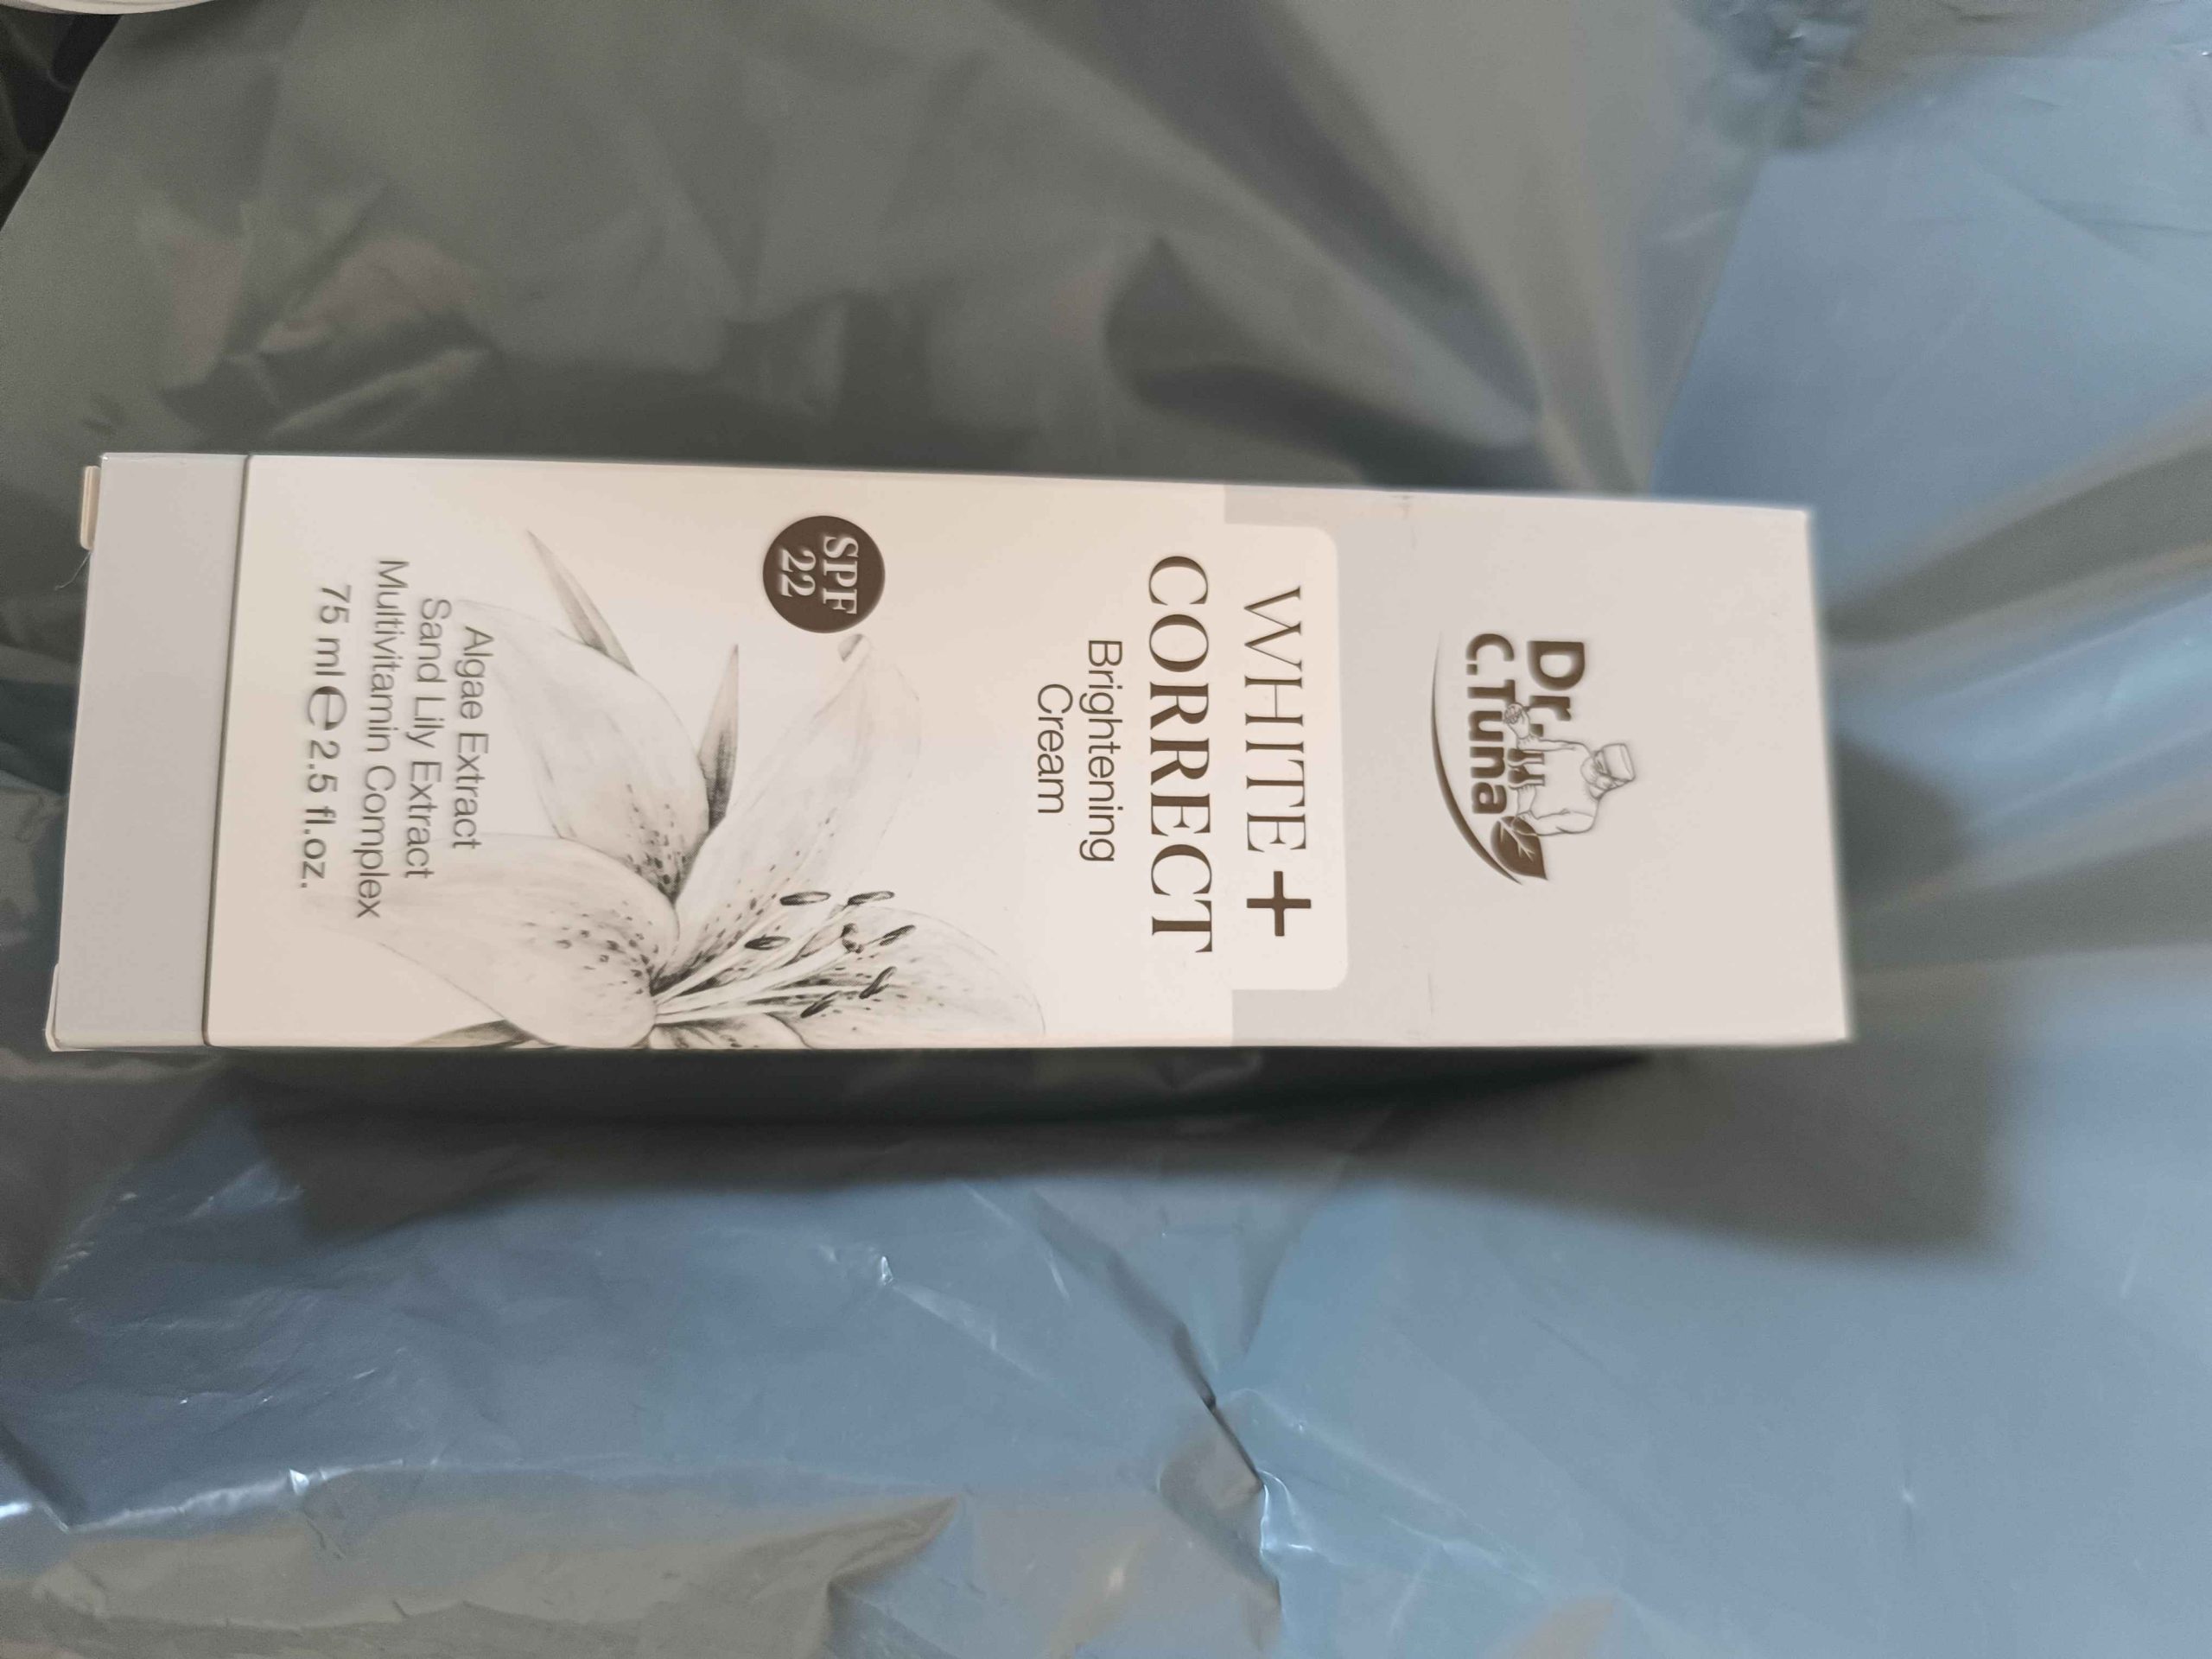 Dr.
C.Tuna
WHITE +
CORRECT
Brightening
Cream
SPF
22
Algae Extract
Sand Lily Extract
Multivitamin Complex
75 ml ℮ 2.5 fl.oz.